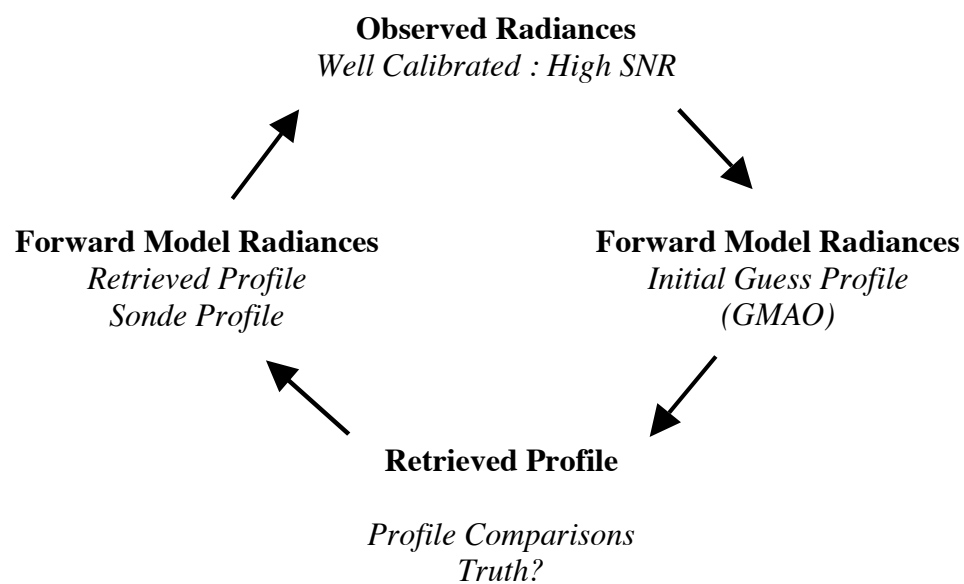 Observed Radiances
Well Calibrated : High SNR
Forward Model Radiances
Retrieved Profile
Sonde Profile
Forward Model Radiances
Initial Guess Profile
(GMAO)
Retrieved Profile
Profile Comparisons
Truth?